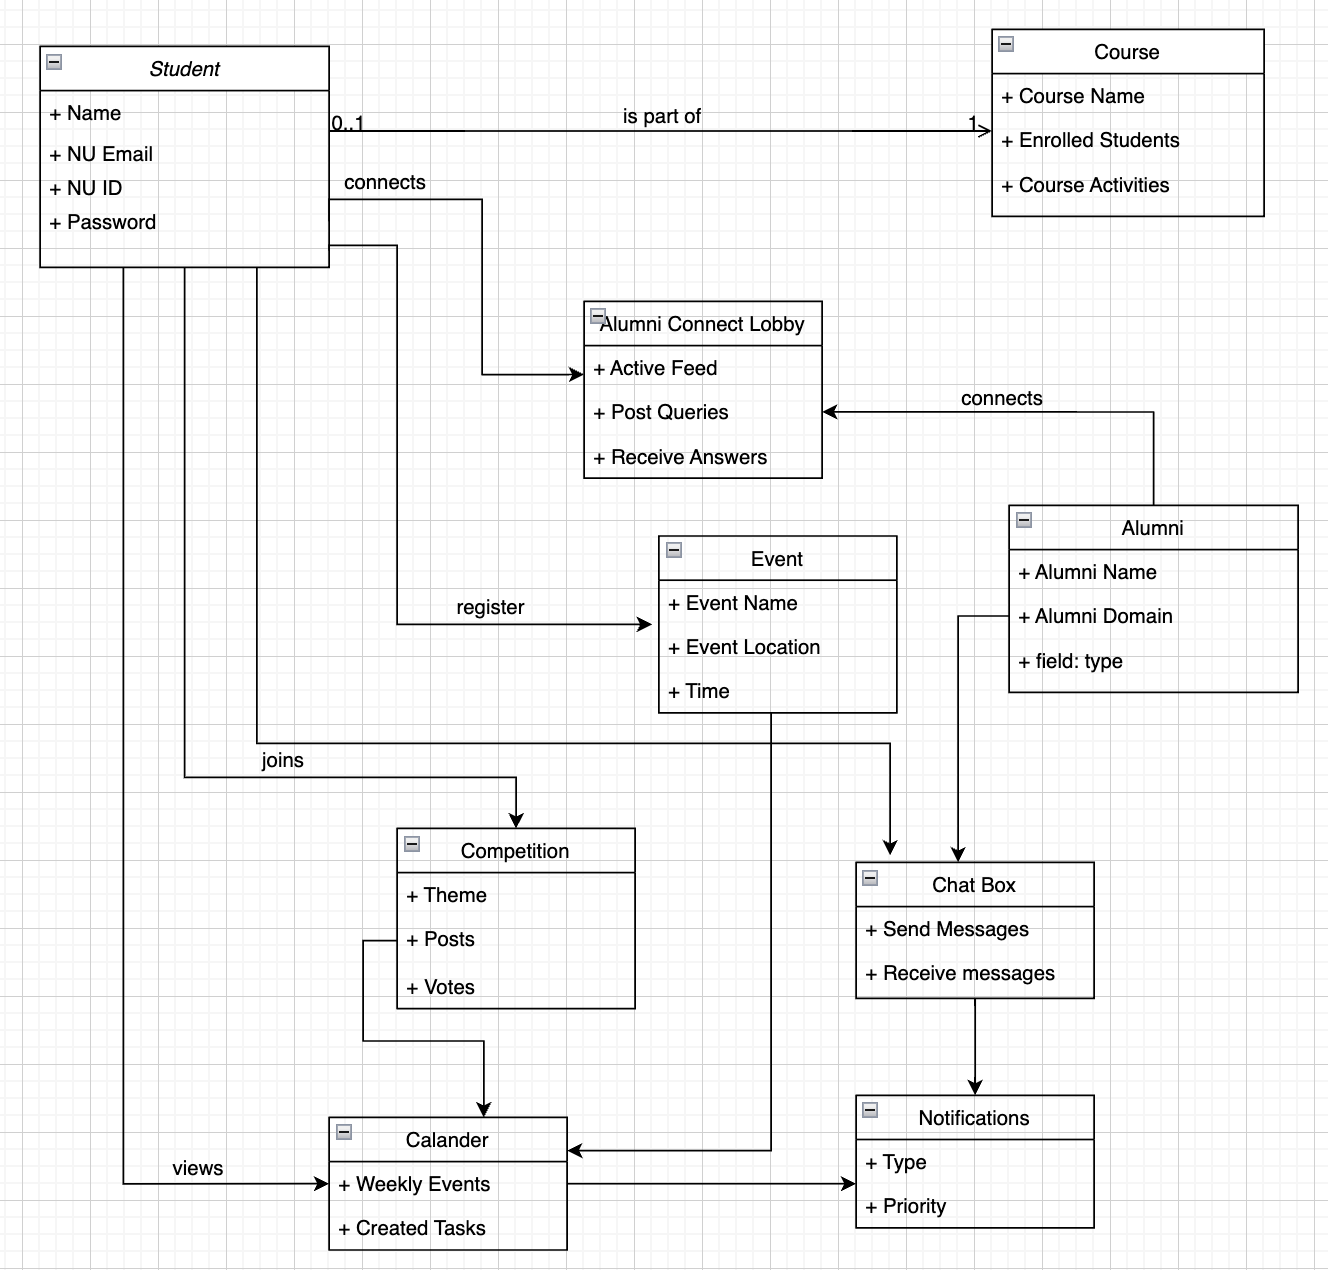 Student
+ Name
+ NU Email
+ NU ID
+ Password
0..1
is part of
1
Course
+ Course Name
+ Enrolled Students
+ Course Activities
connects
Alumni Connect Lobby
+ Active Feed
+ Post Queries
+ Receive Answers
connects
Alumni
+ Alumni Name
+ Alumni Domain
+ field: type
Event
+ Event Name
+ Event Location
+ Time
register
joins
Competition
+ Theme
+ Posts
+ Votes
Chat Box
+ Send Messages
+ Receive messages
Calander
+ Weekly Events
+ Created Tasks
views
Notifications
+ Type
+ Priority